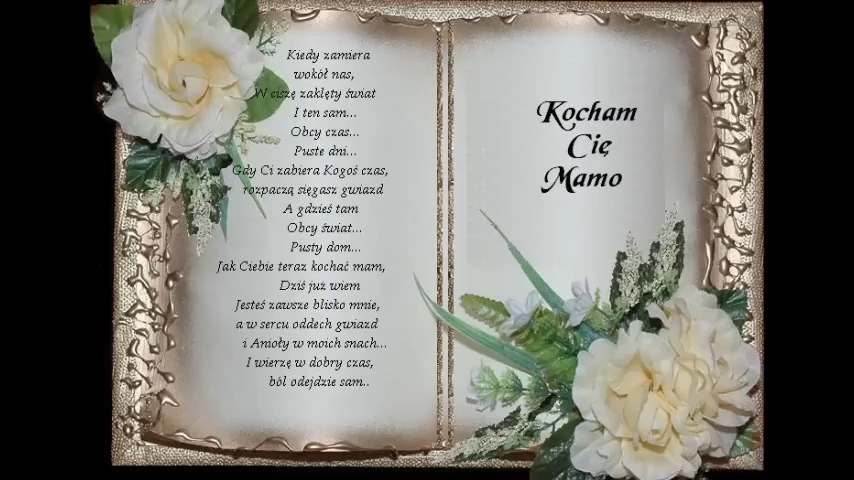 Kiedy zamiera
wokół nas,
W ciszę zaklęty świat
I ten sam...
Obcy czas...
Puste dni...
Gdy Ci zabiera Kogoś czas,
rozpaczą sięgasz gwiazd
A gdzieś tam
Obcy świat...
Pusty dom...
Jak Ciebie teraz kochać mam,
Dziś już wiem
Jesteś zawsze blisko mnie,
a w sercu oddech gwiazd
i Anioły w moich snach...
I wierzę w dobry czas,
ból odejdzie sam..
Kocham
Cię
Mamo